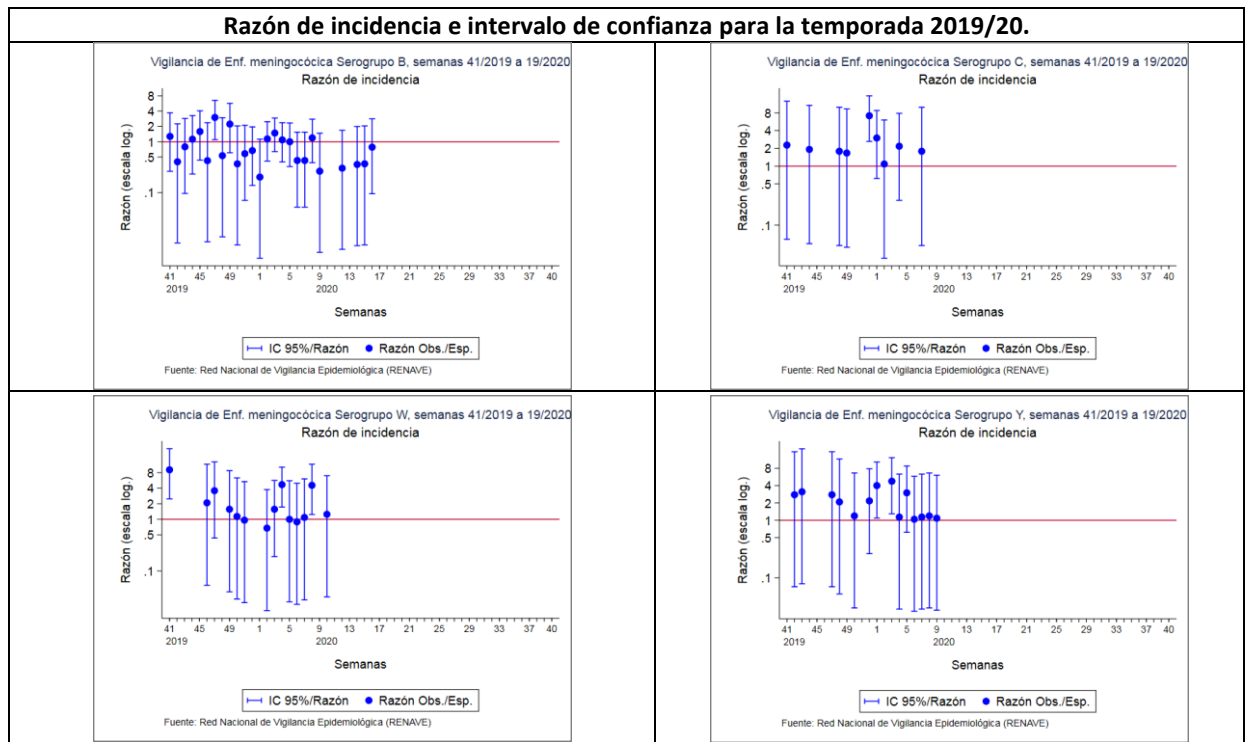 Razón de incidencia e intervalo de confianza para la temporada 2019/20.
Vigilancia de Enf. meningocócica Serogrupo B, semanas 41/2019 a 19/2020
Razón de incidencia
Razón (escala log.)
8
4
2
1
.5
.1
41 45 49 1 5 9 13 17 21 25 29 33 37 40
2019 2020
Semanas
IC 95%/Razón Razón Obs./Esp.
Fuente: Red Nacional de Vigilancia Epidemiológica (RENAVE)
Vigilancia de Enf. meningocócica Serogrupo C, semanas 41/2019 a 19/2020
Razón de incidencia
Razón (escala log.)
8
4
2
1
.5
.1
41 45 49 1 5 9 13 17 21 25 29 33 37 40
2019 2020
Semanas
IC 95%/Razón Razón Obs./Esp.
Fuente: Red Nacional de Vigilancia Epidemiológica (RENAVE)
Vigilancia de Enf. meningocócica Serogrupo W, semanas 41/2019 a 19/2020
Razón de incidencia
Razón (escala log.)
8
4
2
1
.5
.1
41 45 49 1 5 9 13 17 21 25 29 33 37 40
2019 2020
Semanas
IC 95%/Razón Razón Obs./Esp.
Fuente: Red Nacional de Vigilancia Epidemiológica (RENAVE)
Vigilancia de Enf. meningocócica Serogrupo Y, semanas 41/2019 a 19/2020
Razón de incidencia
Razón (escala log.)
8
4
2
1
.5
.1
41 45 49 1 5 9 13 17 21 25 29 33 37 40
2019 2020
Semanas
IC 95%/Razón Razón Obs./Esp.
Fuente: Red Nacional de Vigilancia Epidemiológica (RENAVE)